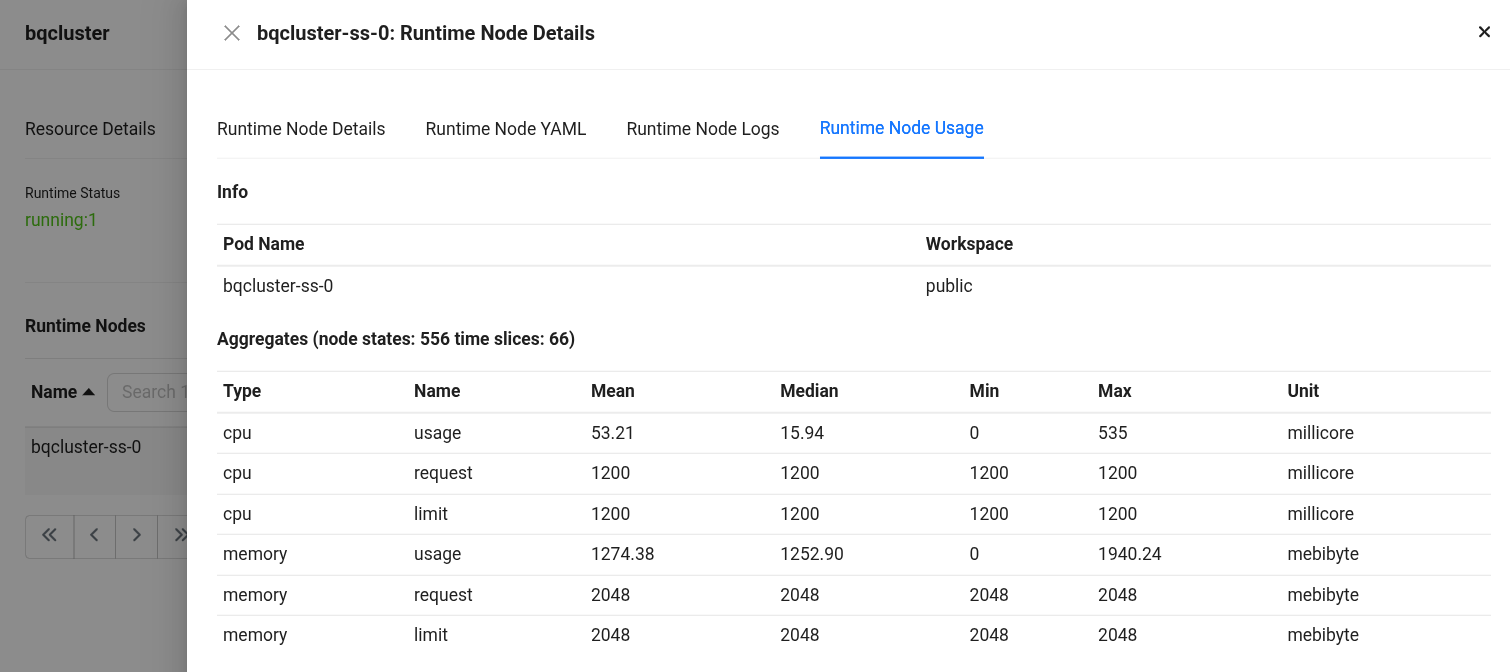 bqcluster
bqcluster-ss-0: Runtime Node Details
Resource Details
Runtime Node Details Runtime Node YAML Runtime Node Logs Runtime Node Usage
Runtime Status
running:1
Info
Pod Name Workspace
bqcluster-ss-0 public
Runtime Nodes
Aggregates (node states: 556 time slices: 66)
Name Search 1
bqcluster-ss-0
Type Name Mean Median Min Max Unit
cpu usage 53.21 15.94 0 535 millicore
cpu request 1200 1200 1200 1200 millicore
cpu limit 1200 1200 1200 1200 millicore
memory usage 1274.38 1252.90 0 1940.24 mebibyte
memory request 2048 2048 2048 2048 mebibyte
memory limit 2048 2048 2048 2048 mebibyte